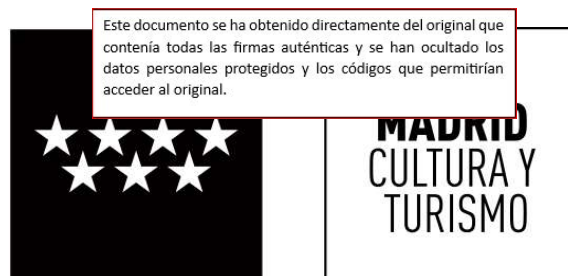 Este documento se ha obtenido directamente del original que
contenía todas las firmas auténticas y se han ocultado los
datos personales protegidos y los códigos que permitirían
acceder al original.
MADRID
CULTURA Y
TURISMO